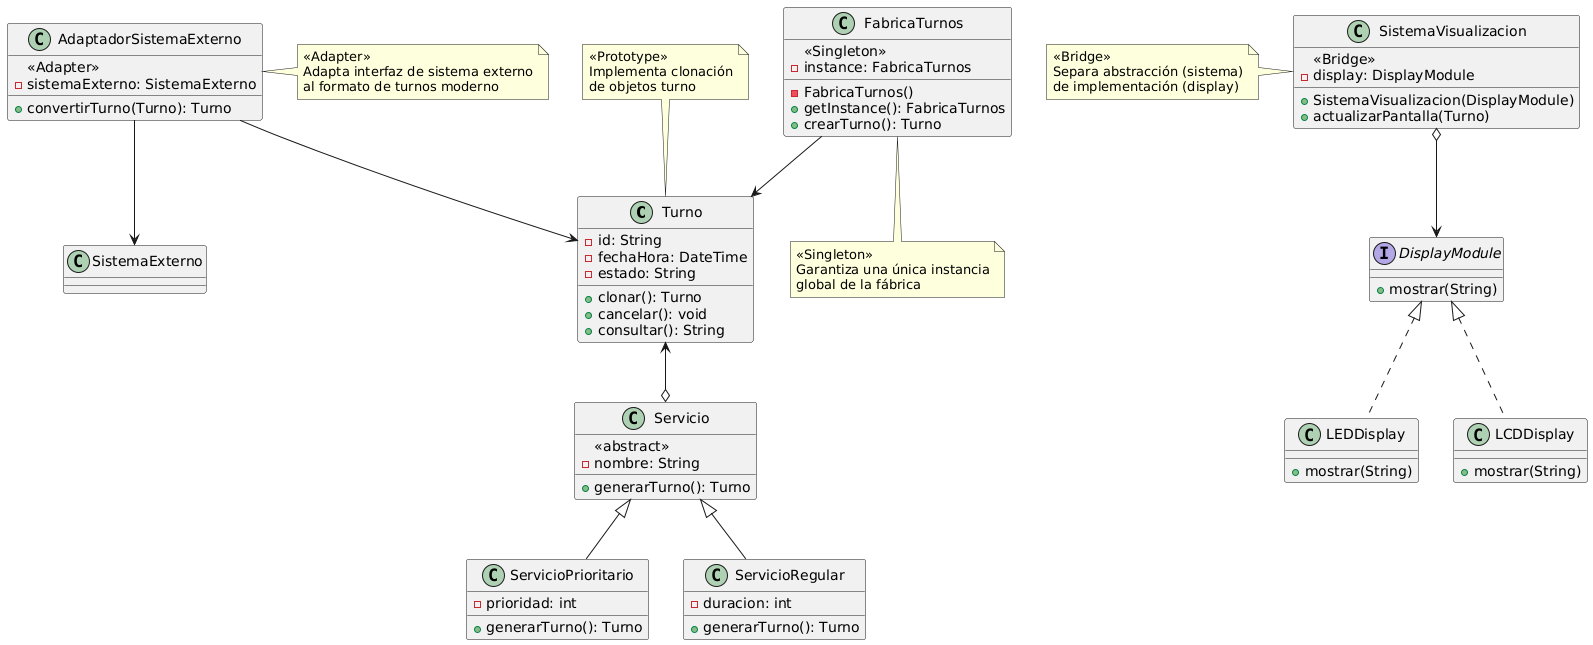 C AdaptadorSistemaExterno
«Adapter»
sistemaExterno: SistemaExterno
convertirTurno(Turno): Turno
«Adapter»
Adapta interfaz de sistema externo
al formato de turnos moderno
«Prototype»
Implementa clonación
de objetos turno
C FabricaTurnos
«Singleton»
instance: FabricaTurnos
FabricaTurnos()
getInstance(): FabricaTurnos
crearTurno(): Turno
«Bridge»
Separa abstracción (sistema)
de implementación (display)
C SistemaVisualizacion
«Bridge»
display: DisplayModule
SistemaVisualizacion(DisplayModule)
actualizarPantalla(Turno)
C SistemaExterno
C Turno
id: String
fechaHora: DateTime
estado: String
clonar(): Turno
cancelar(): void
consultar(): String
«Singleton»
Garantiza una única instancia
global de la fábrica
I DisplayModule
mostrar(String)
C Servicio
«abstract»
nombre: String
generarTurno(): Turno
C LEDDisplay
mostrar(String)
C LCDDisplay
mostrar(String)
C ServicioPrioritario
prioridad: int
generarTurno(): Turno
C ServicioRegular
duracion: int
generarTurno(): Turno